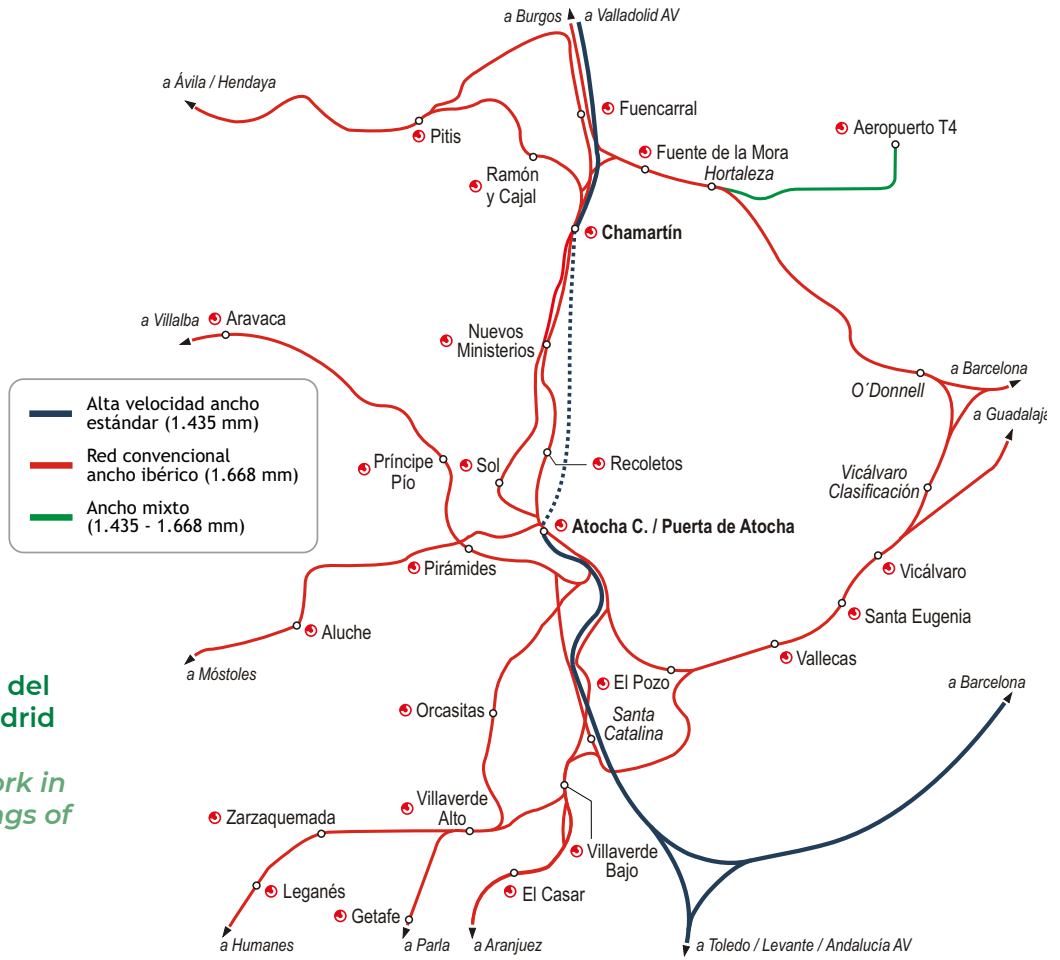 a Burgos
a Valladolid AV
a Ávila / Hendaya
Fuencarral
Aeropuerto T4
Pitis
Fuente de la Mora
Hortaleza
Ramón
y Cajal
Chamartín
a Villalba
Aravaca
Nuevos
Ministerios
O´Donnell
a Barcelona
a Guadalaja
Alta velocidad ancho
estándar (1.435 mm)
Red convencional
ancho ibérico (1.668 mm)
Ancho mixto
(1.435 - 1.668 mm)
Príncipe
Pío
Sol
Recoletos
Vicálvaro
Clasificación
Atocha C. / Puerta de Atocha
Pirámides
Vicálvaro
Santa Eugenia
Aluche
Vallecas
a Móstoles
El Pozo
a Barcelona
del
drid
Orcasitas
Santa
Catalina
ork in
ngs of
Zarzaquemada
Villaverde
Alto
Villaverde
Bajo
Leganés
El Casar
Getafe
a Humanes
a Parla
a Aranjuez
a Toledo / Levante / Andalucía AV